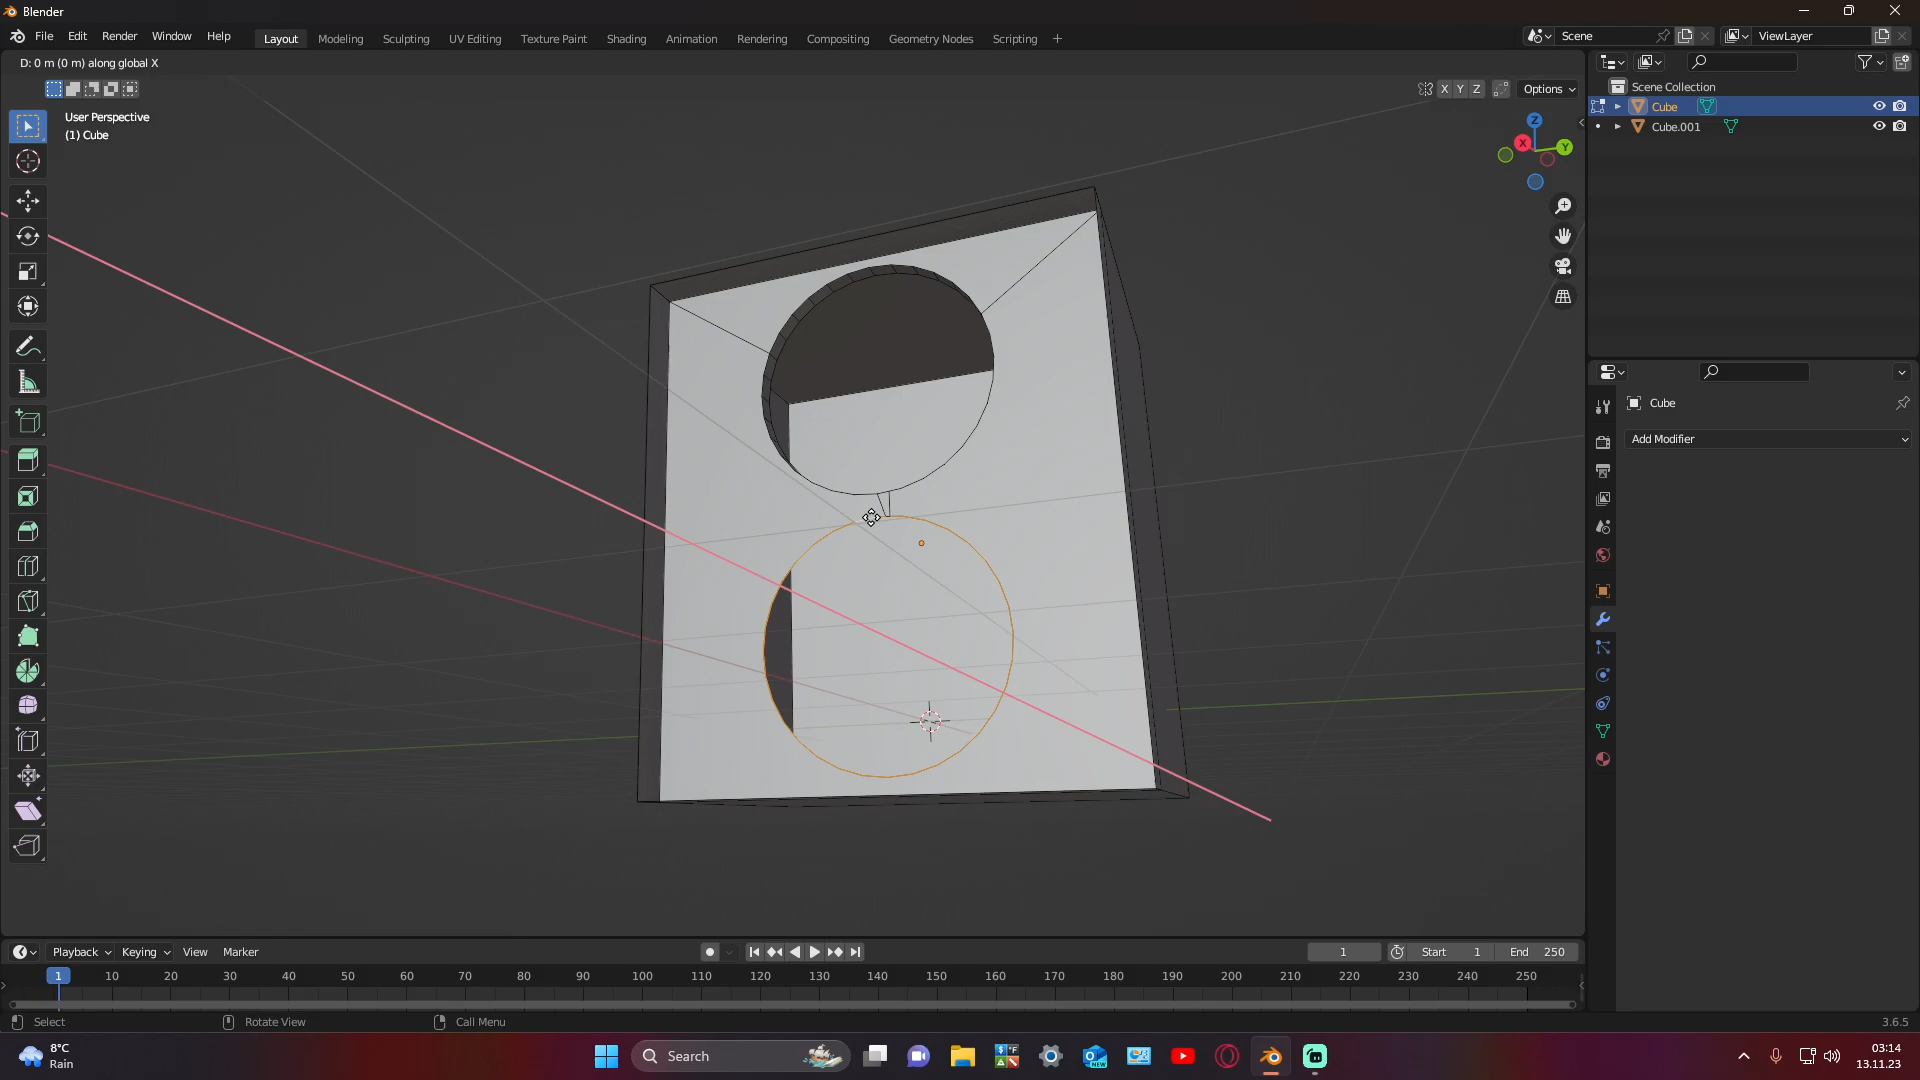 Blender
File Edit Render Window Help Layout Modeling Sculpting UV Editing Texture Paint Shading Animation Rendering Compositing Geometry Nodes Scripting +
Scene
ViewLayer
D: 0 m (0 m) along global X
X Y Z
Options
User Perspective
(1) Cube
Z
X
Y
Scene Collection
Cube
Cube.001
Cube
Add Modifier
Playback Keying View Marker
1
Start 1
End 250
1 10 20 30 40 50 60 70 80 90 100 110 120 130 140 150 160 170 180 190 200 210 220 230 240 250
Select
Rotate View
Call Menu
3.6.5
8°C
Rain
Search
NEW
03:14
13.11.23